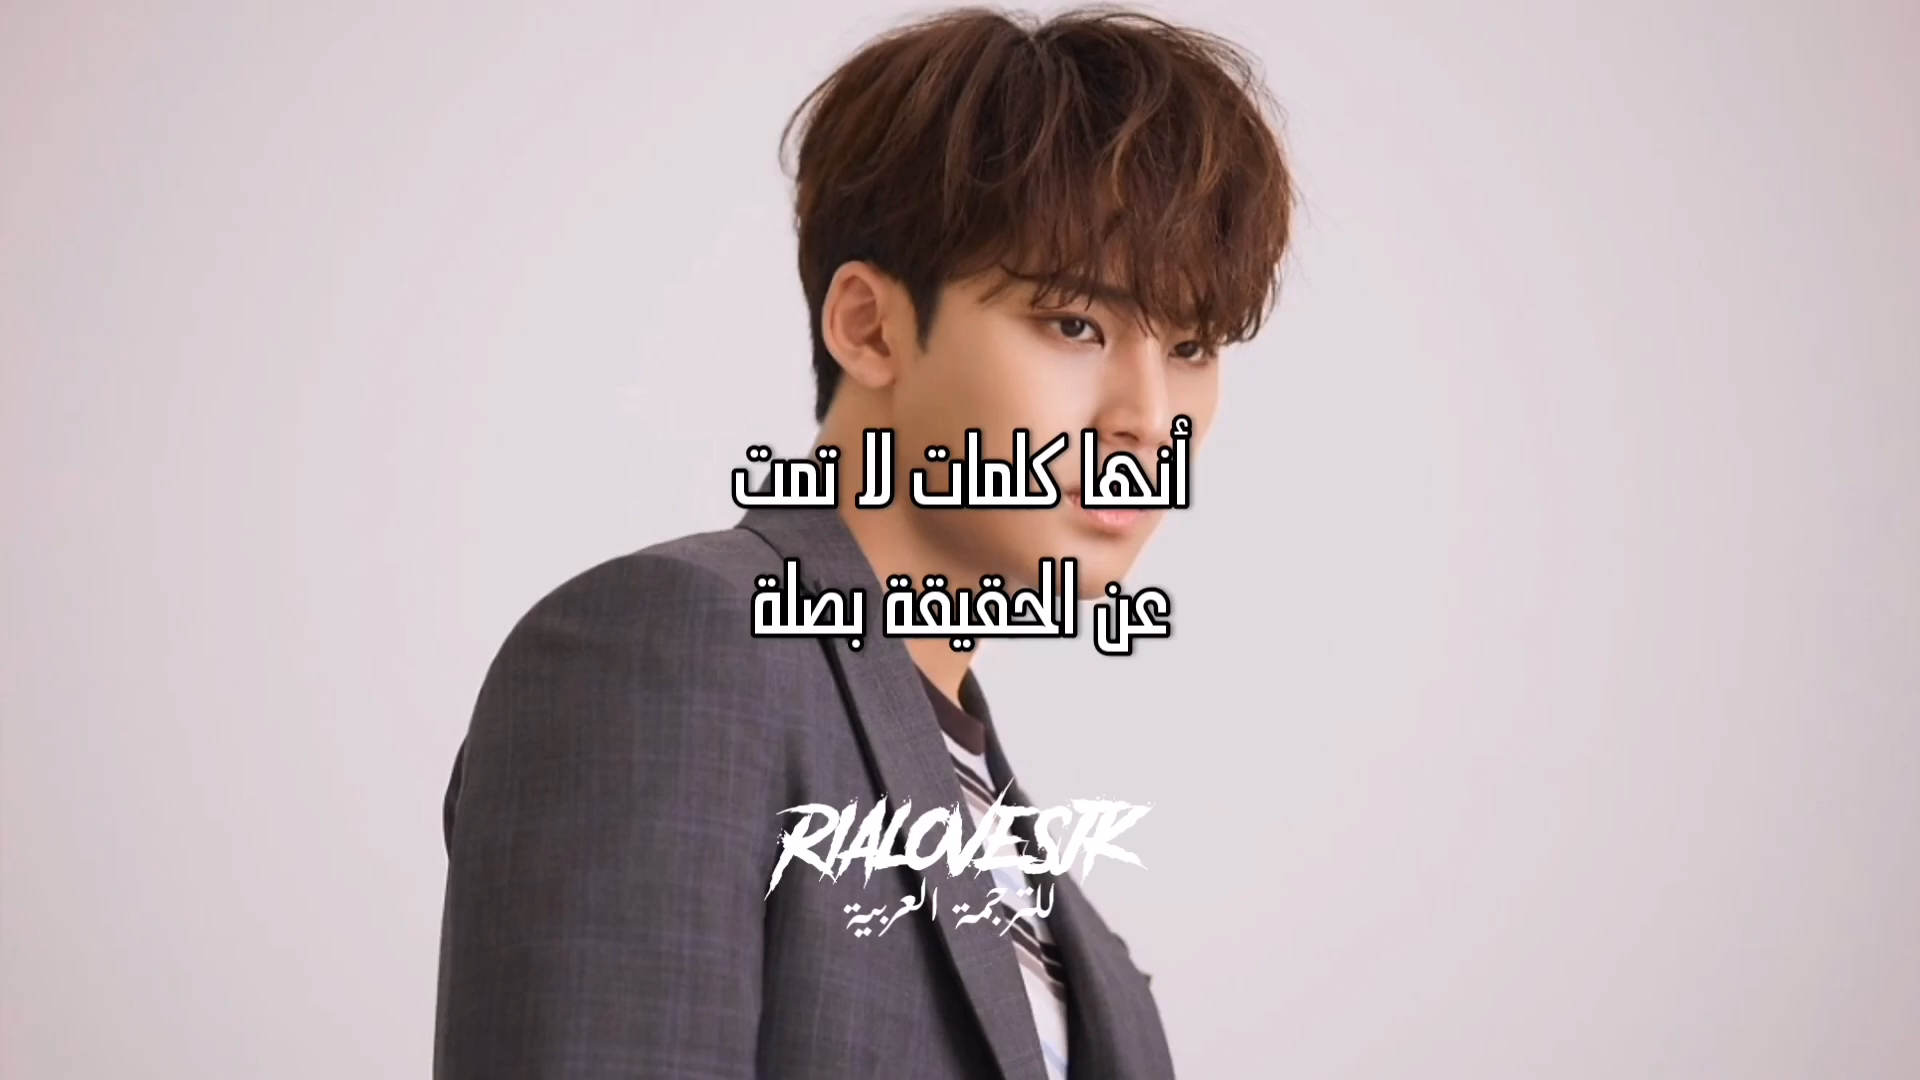 أنها كلمات لا تمت
عن الحقيقة بصلة
RIALOVESJK
للترجمة العربية